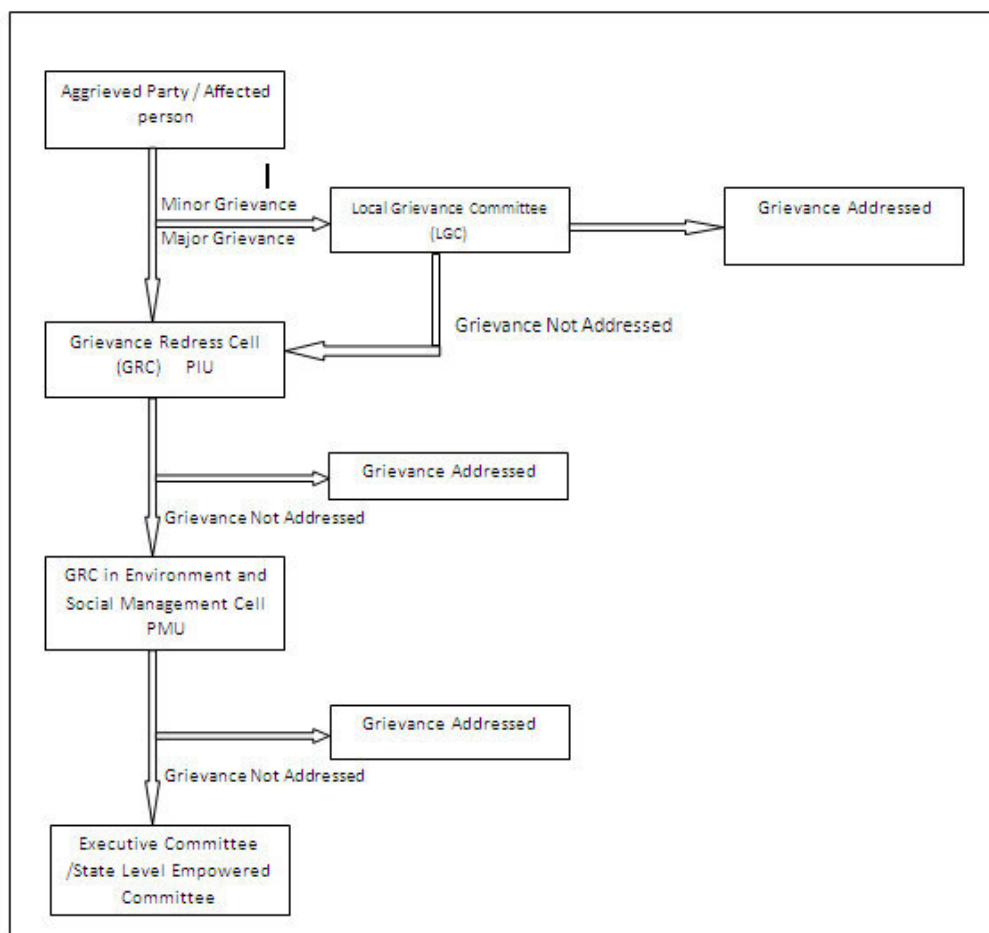 Aggrieved Party / Affected
person
Minor Grievance
Major Grievance
Local Grievance Committee
(LGC)
Grievance Addressed
Grievance Not Addressed
Grievance Redress Cell
(GRC) PIU
Grievance Addressed
Grievance Not Addressed
GRC in Environment and
Social Management Cell
PMU
Grievance Addressed
Grievance Not Addressed
Executive Committee
/State Level Empowered
Committee